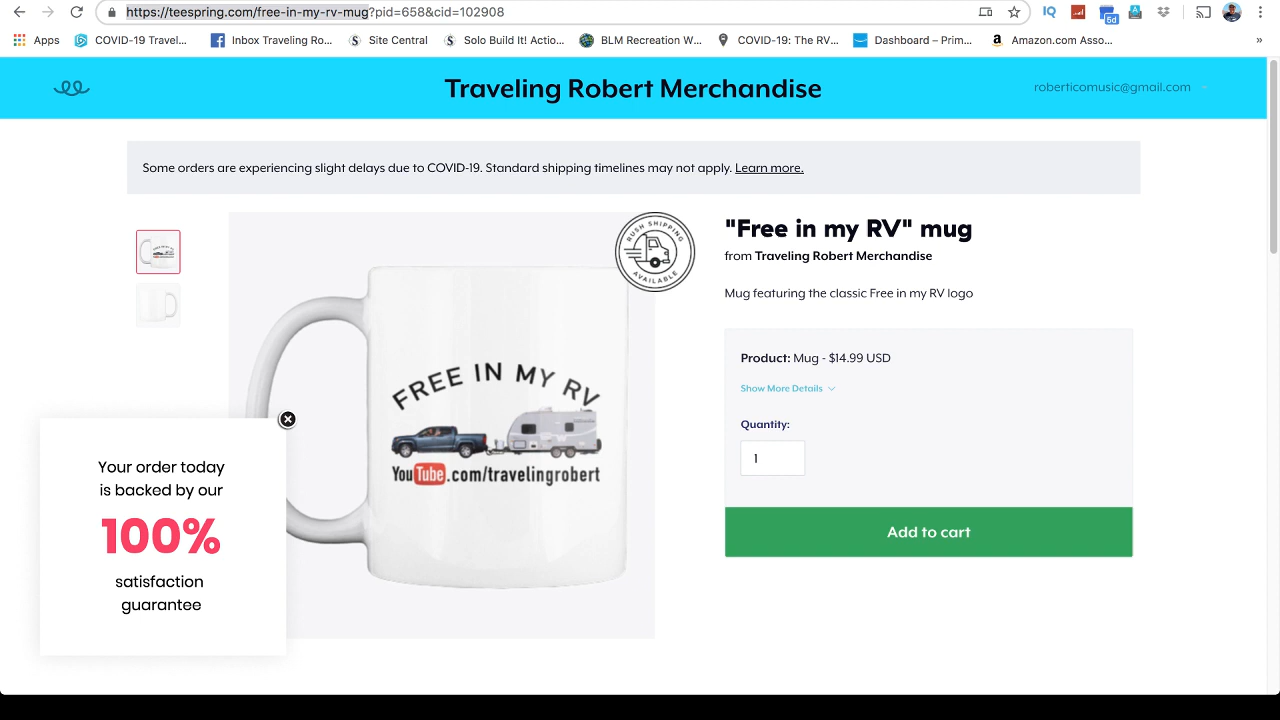 https://teespring.com/free-in-my-rv-mug?pid=658&cid=102908
5d
Apps COVID-19 Travel... Inbox Traveling Ro... Site Central Solo Build It! Actio... BLM Recreation W... COVID-19: The RV... Dashboard – Prim... Amazon.com Asso... »
Traveling Robert Merchandise
roberticomusic@gmail.com
Some orders are experiencing slight delays due to COVID-19. Standard shipping timelines may not apply. Learn more.
RUSH SHIPPING
AVAILABLE
FREE IN MY RV
YouTube.com/travelingrobert
"Free in my RV" mug
from Traveling Robert Merchandise
Mug featuring the classic Free in my RV logo
Product: Mug - $14.99 USD
Show More Details
Quantity:
1
Add to cart
Your order today
is backed by our
100%
satisfaction
guarantee